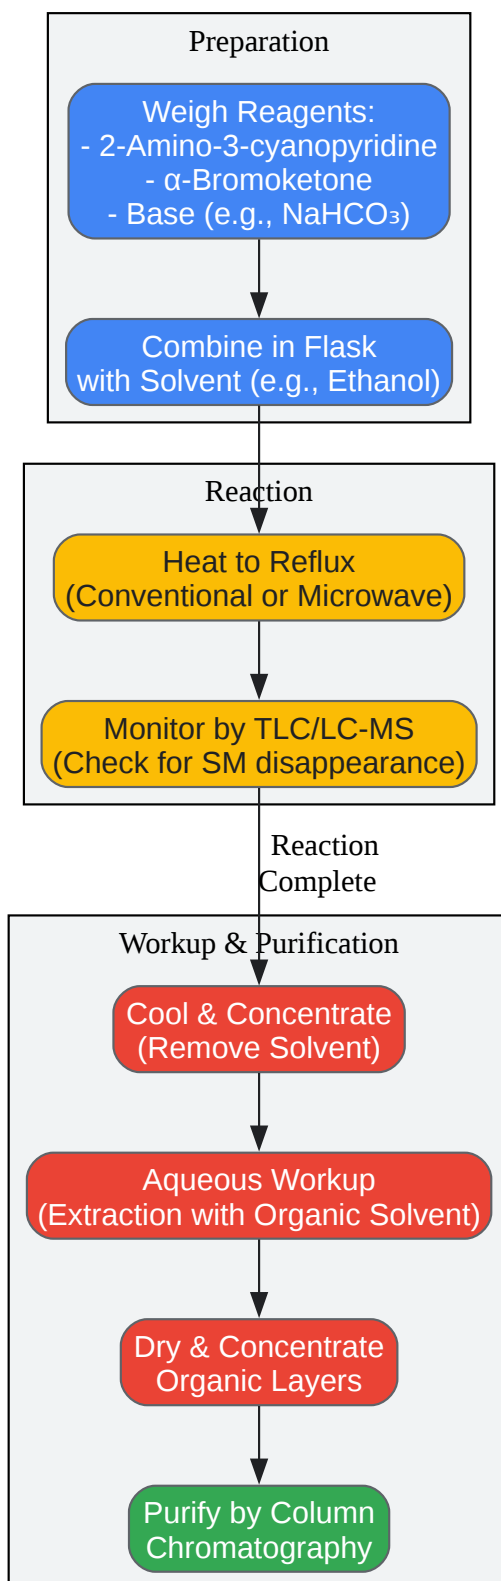 Preparation
Weigh Reagents:
- 2-Amino-3-cyanopyridine
- α-Bromoketone
- Base (e.g., NaHCO₃)
Combine in Flask
with Solvent (e.g., Ethanol)
Reaction
Heat to Reflux
(Conventional or Microwave)
Monitor by TLC/LC-MS
(Check for SM disappearance)
Reaction
Complete
Workup & Purification
Cool & Concentrate
(Remove Solvent)
Aqueous Workup
(Extraction with Organic Solvent)
Dry & Concentrate
Organic Layers
Purify by Column
Chromatography